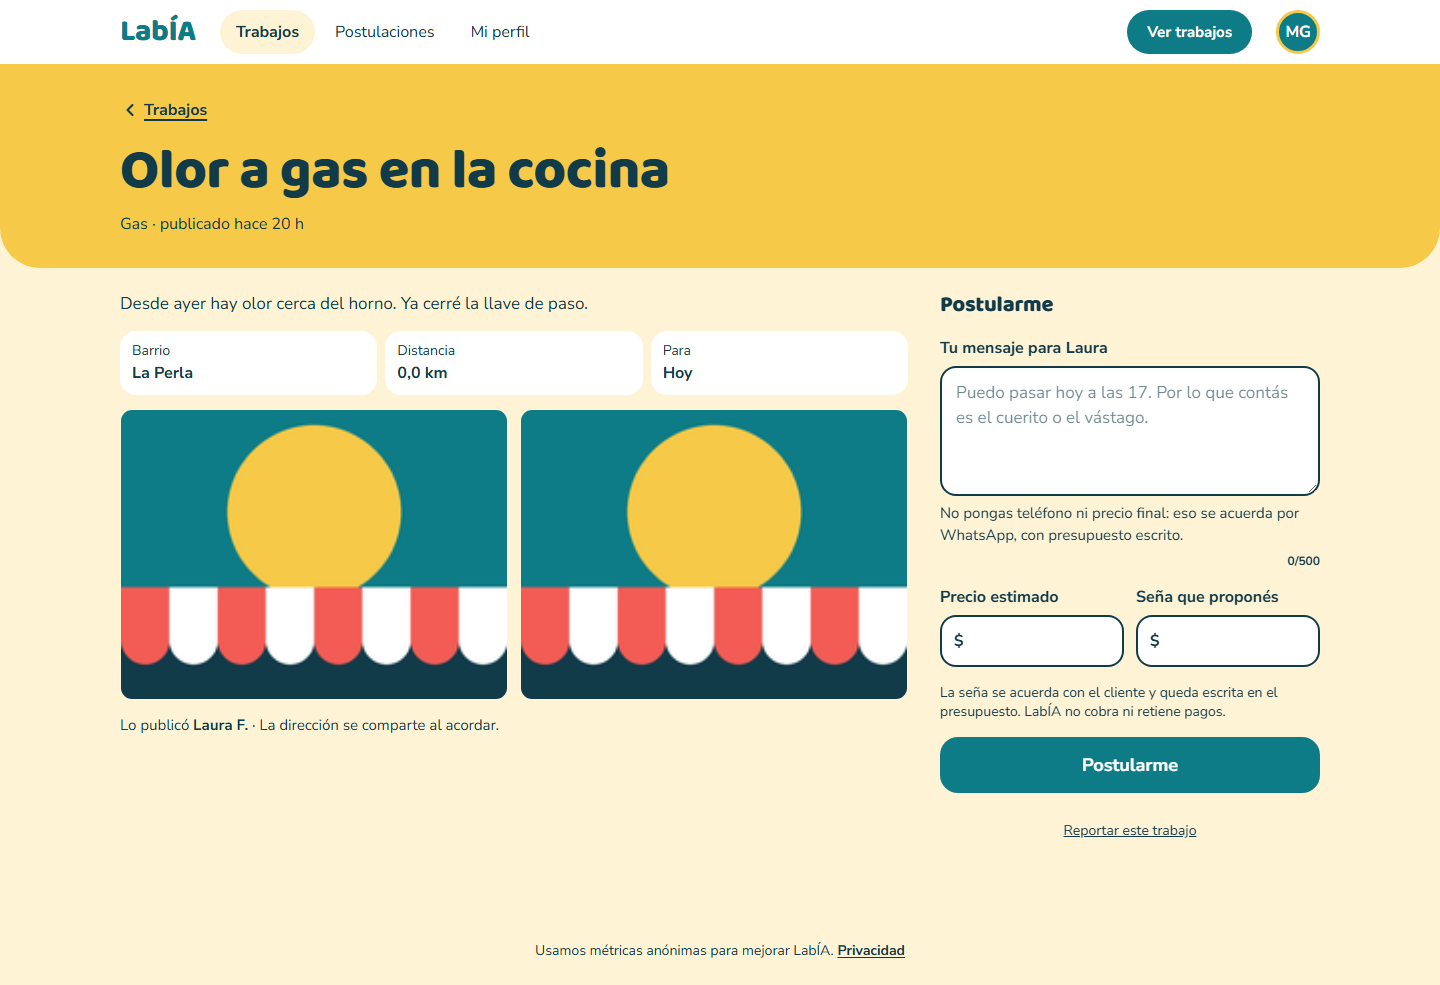 LabÍA
Trabajos
Postulaciones
Mi perfil
Ver trabajos
MG
Trabajos
Olor a gas en la cocina
Gas · publicado hace 20 h
Desde ayer hay olor cerca del horno. Ya cerré la llave de paso.
Barrio
La Perla
Distancia
0,0 km
Para
Hoy
Lo publicó Laura F. · La dirección se comparte al acordar.
Postularme
Tu mensaje para Laura
Puedo pasar hoy a las 17. Por lo que contás
es el cuerito o el vástago.
No pongas teléfono ni precio final: eso se acuerda por
WhatsApp, con presupuesto escrito.
0/500
Precio estimado
Seña que proponés
$
$
La seña se acuerda con el cliente y queda escrita en el
presupuesto. LabÍA no cobra ni retiene pagos.
Postularme
Reportar este trabajo
Usamos métricas anónimas para mejorar LabÍA. Privacidad